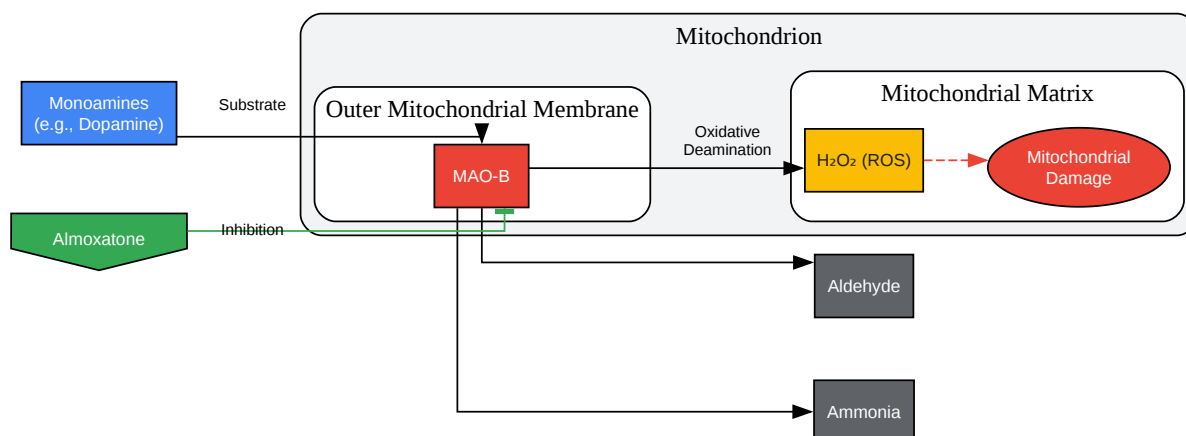 Mitochondrion
Monoamines
(e.g., Dopamine)
Substrate
Outer Mitochondrial Membrane
Mitochondrial Matrix
Oxidative
Deamination
MAO-B
H₂O₂ (ROS)
Mitochondrial
Damage
Almoxatone
Inhibition
Aldehyde
Ammonia